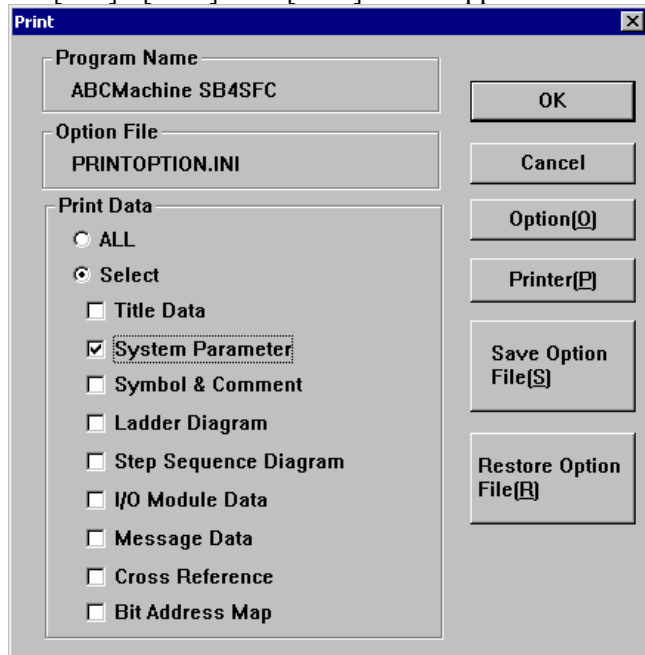 Print
Program Name
ABCMachine SB4SFC
Option File
PRINTOPTION.INI
Print Data
ALL
Select
Title Data
System Parameter
Symbol & Comment
Ladder Diagram
Step Sequence Diagram
I/O Module Data
Message Data
Cross Reference
Bit Address Map
OK
Cancel
Option(O)
Printer(P)
Save Option
File(S)
Restore Option
File(R)